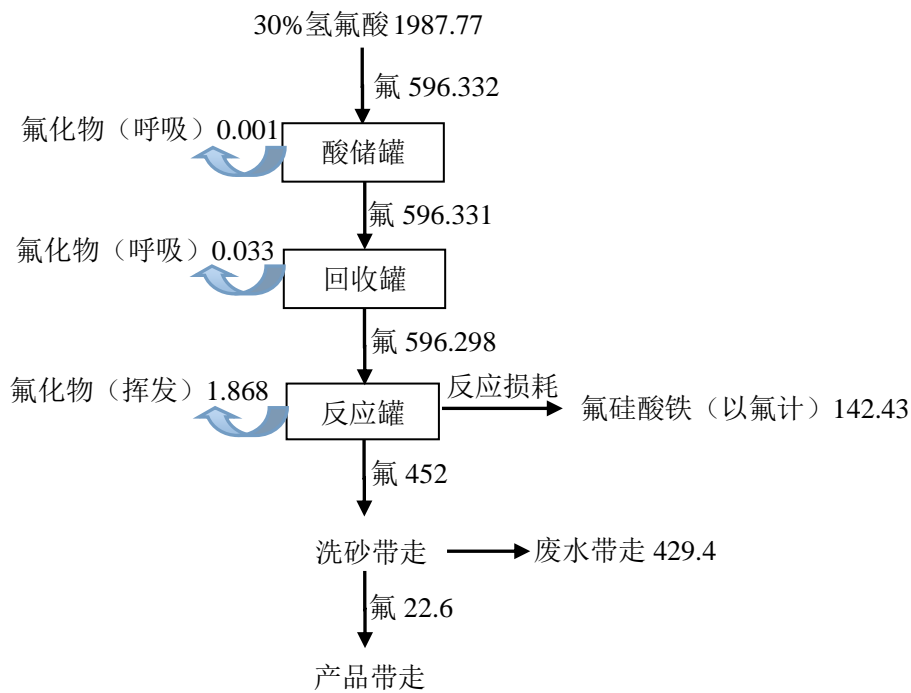 30%氢氟酸 1987.77
氟 596.332
氟化物（呼吸）0.001
酸储罐
氟 596.331
氟化物（呼吸）0.033
回收罐
氟 596.298
氟化物（挥发）1.868
反应罐
反应损耗
氟硅酸铁（以氟计）142.43
氟 452
洗砂带走
废水带走 429.4
氟 22.6
产品带走